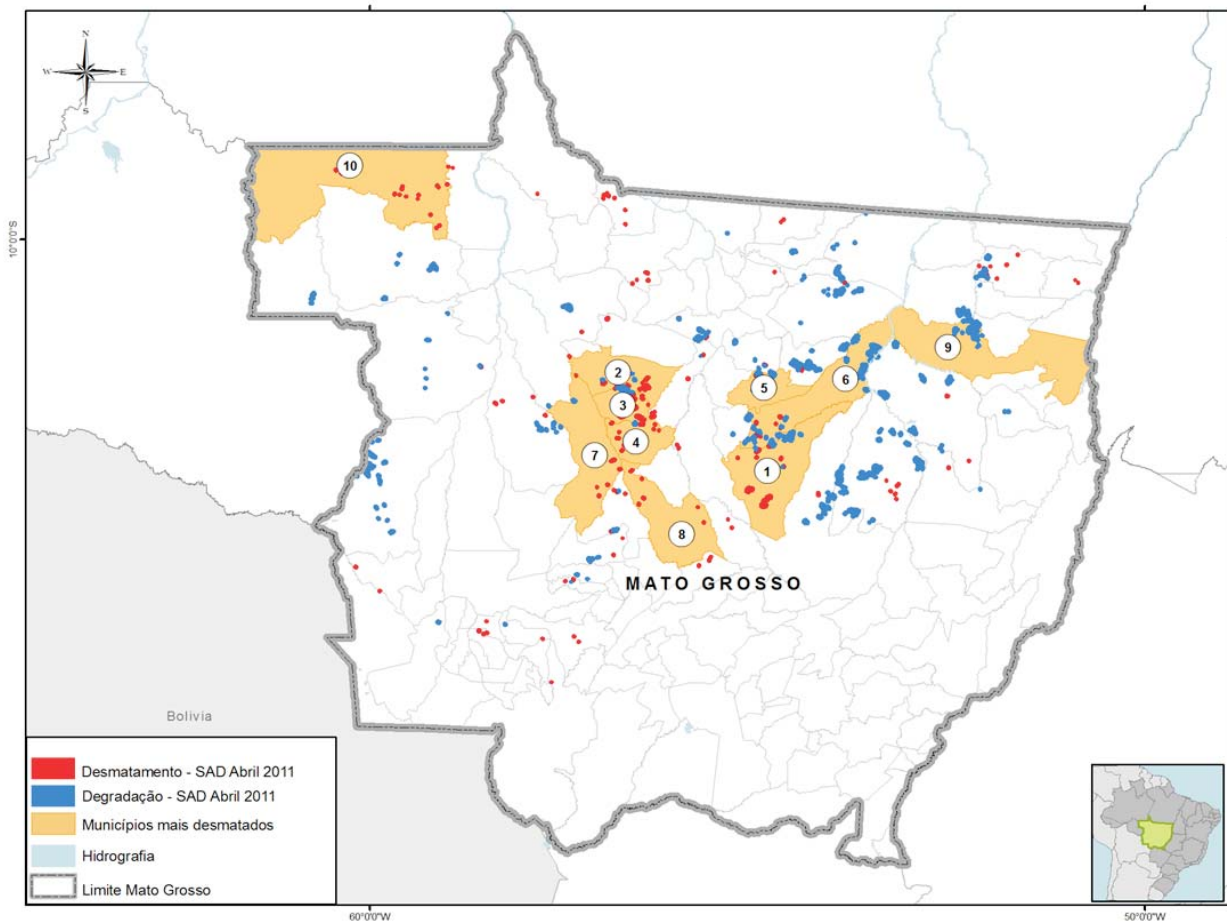 N
W E
S
10
10°0'0"S
2
9
5
6
3
4
7
1
8
MATO GROSSO
Bolivia
Desmatamento - SAD Abril 2011
Degradação - SAD Abril 2011
Municípios mais desmatados
Hidrografia
Limite Mato Grosso
60°0'0"W 50°0'0"W